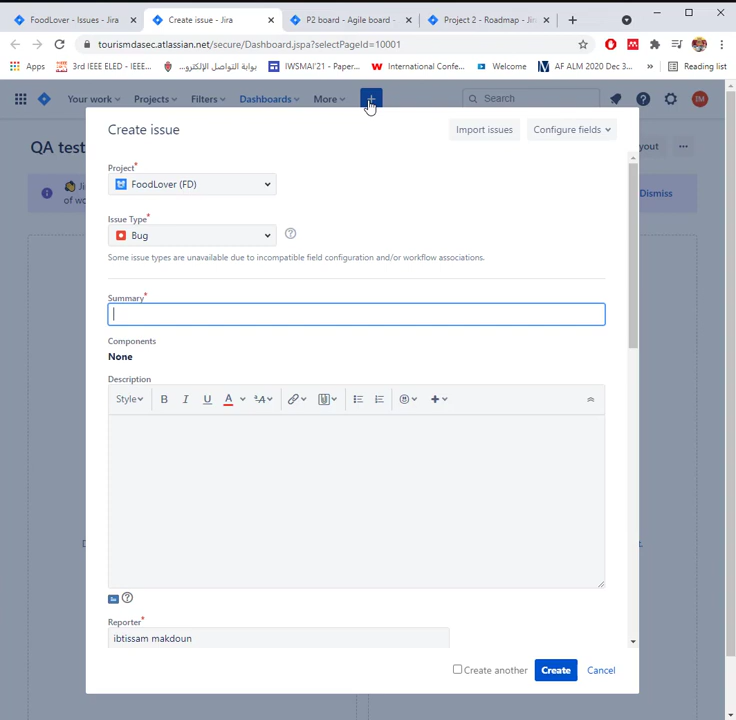 FoodLover - Issues - Jira
Create issue - Jira
P2 board - Agile board -
Project 2 - Roadmap - Jira
tourismdasec.atlassian.net/secure/Dashboard.jspa?selectPageId=10001
Apps
3rd IEEE ELED - IEEE...
بوابة التواصل الإلكترو...
IWSMAI'21 - Paper...
International Confe...
Welcome
AF ALM 2020 Dec 3...
»
Reading list
Your work
Projects
Filters
Dashboards
More
+
Search
TM
QA test
yout
Ji
of wo
Dismiss
Create issue
Import issues
Configure fields
Project*
FoodLover (FD)
Issue Type*
Bug
Some issue types are unavailable due to incompatible field configuration and/or workflow associations.
Summary*
Components
None
Description
Style
B I U A
Reporter*
ibtissam makdoun
Create another
Create
Cancel